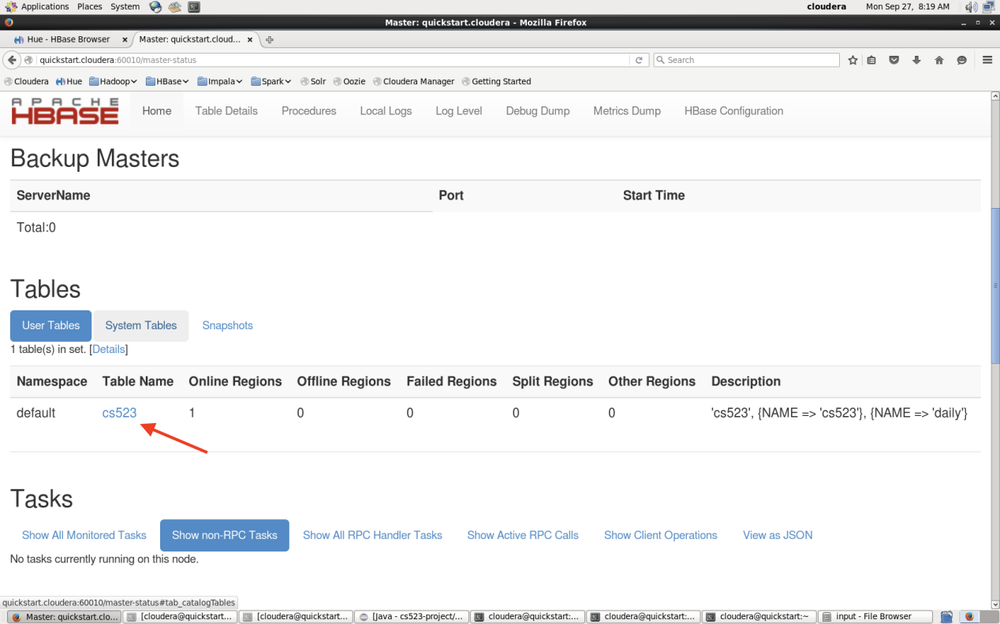 Applications Places System cloudera Mon Sep 27, 8:19 AM
Master: quickstart.cloudera - Mozilla Firefox
Hue - HBase Browser Master: quickstart.cloud...
quickstart.cloudera:60010/master-status Search
Cloudera Hue Hadoop HBase Impala Spark Solr Oozie Cloudera Manager Getting Started
APACHE
HBASE
Home Table Details Procedures Local Logs Log Level Debug Dump Metrics Dump HBase Configuration
Backup Masters
ServerName Port Start Time
Total:0
Tables
User Tables System Tables Snapshots
1 table(s) in set. [Details]
Namespace Table Name Online Regions Offline Regions Failed Regions Split Regions Other Regions Description
default cs523 1 0 0 0 0 'cs523', {NAME => 'cs523'}, {NAME => 'daily'}
Tasks
Show All Monitored Tasks Show non-RPC Tasks Show All RPC Handler Tasks Show Active RPC Calls Show Client Operations View as JSON
No tasks currently running on this node.
quickstart.cloudera:60010/master-status#tab_catalogTables
Master: quickstart.clo... [cloudera@quickstart... [cloudera@quickstart... [Java - cs523-project/... cloudera@quickstart:... cloudera@quickstart:... cloudera@quickstart:~ input - File Browser